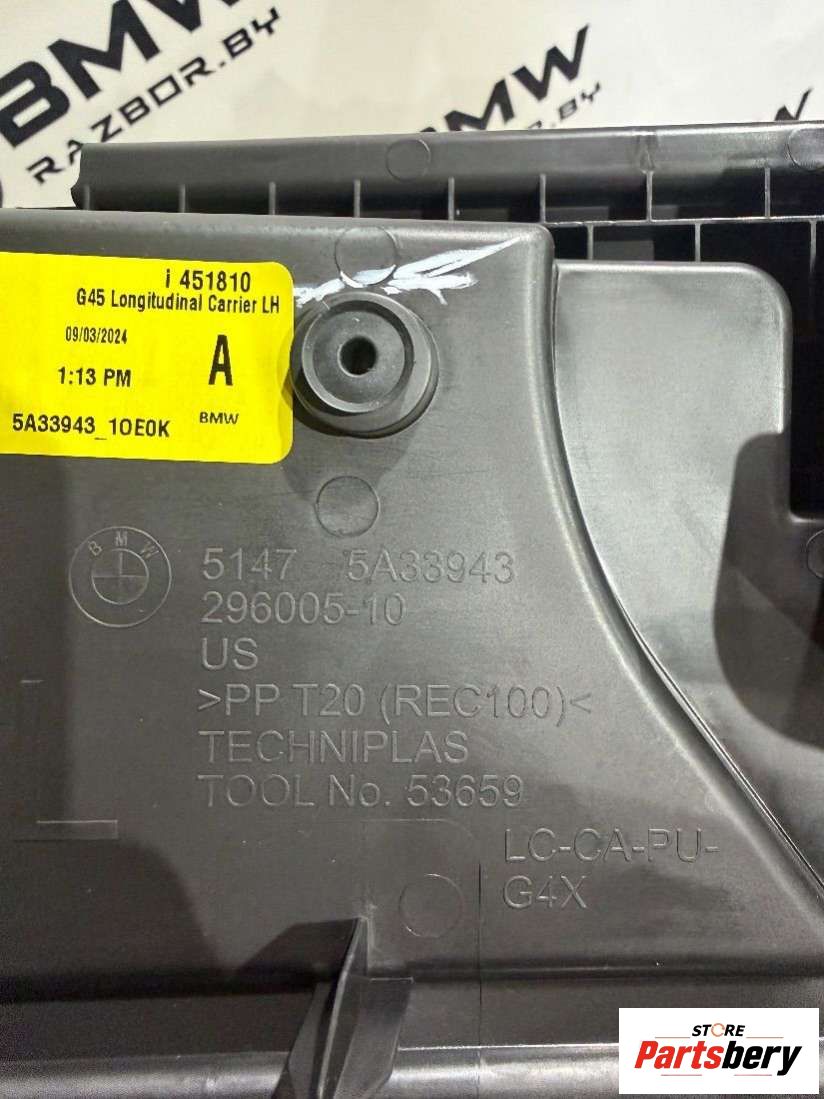 BMW
RAZBOR.BY
BMW
BOR.BY
i 451810
G45 Longitudinal Carrier LH
09/03/2024
A
1:13 PM
BMW
5A33943_10E0K
BMW
5147 5A33943
296005-10
US
>PP T20 (REC100)<
TECHNIPLAS
TOOL No. 53659
LC-CA-PU-
G4X
STORE
Partsbery